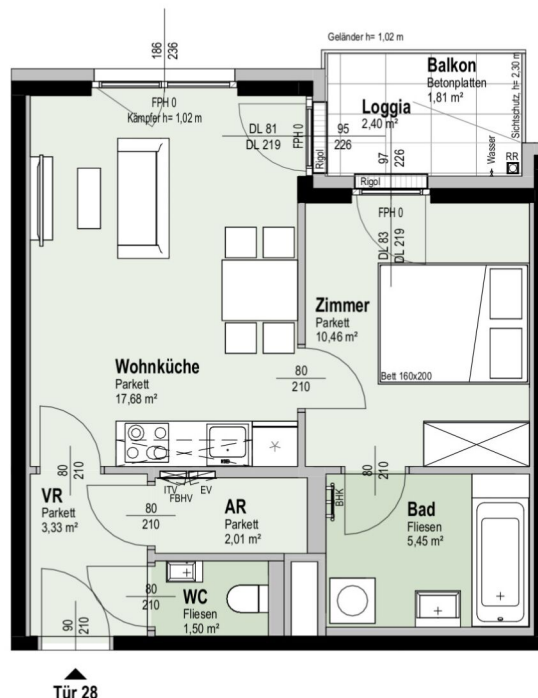 Geländer h= 1,02 m
186
236
Balkon
Betonplatten
1,81 m²
Sichtschutz, h= 2,30 m
FPH 0
Kämpfer h= 1,02 m
DL 81
DL 219
FPH 0
Rigol
95
226
Loggia
2,40 m²
97
226
Wasser
RR
Rigol
FPH 0
DL 83
DL 219
Zimmer
Parkett
10,46 m²
Bett 160x200
Wohnküche
Parkett
17,68 m²
80
210
80
210
VR
Parkett
3,33 m²
80
210
ITV
FBHV
EV
AR
Parkett
2,01 m²
80
210
BHK
Bad
Fliesen
5,45 m²
80
210
WC
Fliesen
1,50 m²
90
210
Tür 28